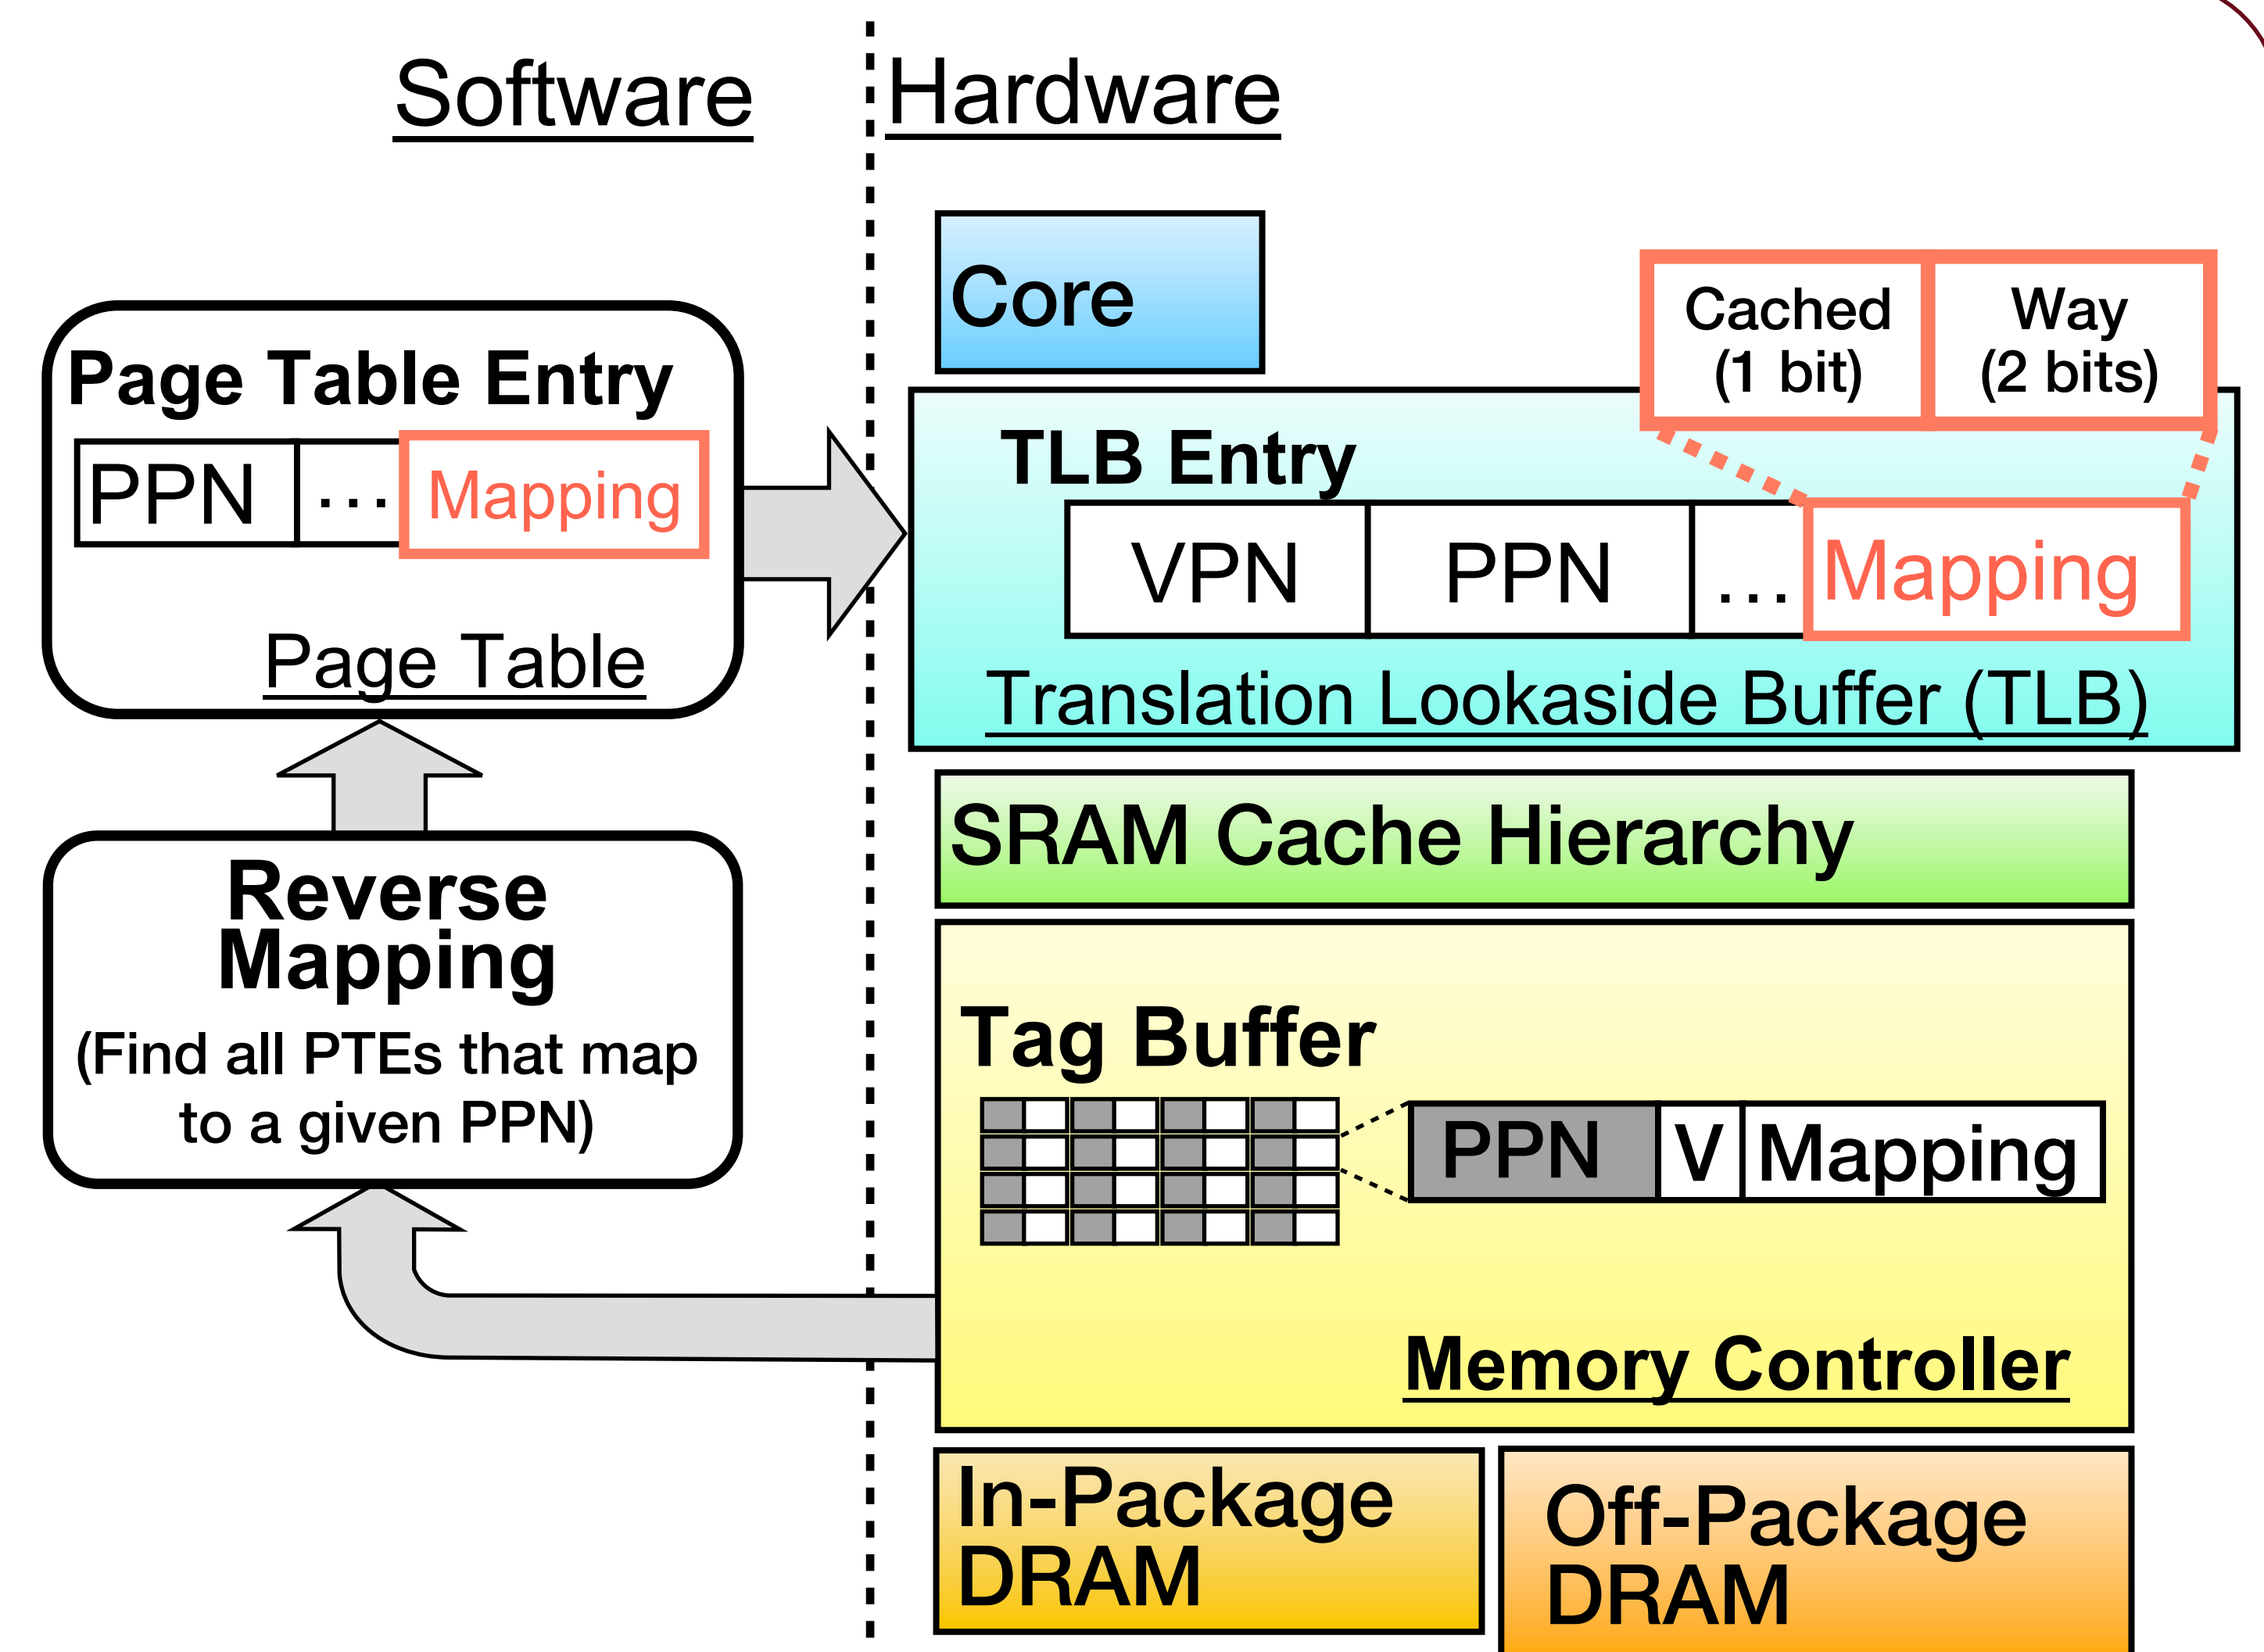 Software
Hardware
Page Table Entry
PPN
...
Mapping
Page Table
Reverse
Mapping
(Find all PTEs that map
to a given PPN)
Core
Cached
(1 bit)
Way
(2 bits)
TLB Entry
VPN
PPN
...
Mapping
Translation Lookaside Buffer (TLB)
SRAM Cache Hierarchy
Tag Buffer
PPN
V
Mapping
Memory Controller
In-Package
DRAM
Off-Package
DRAM